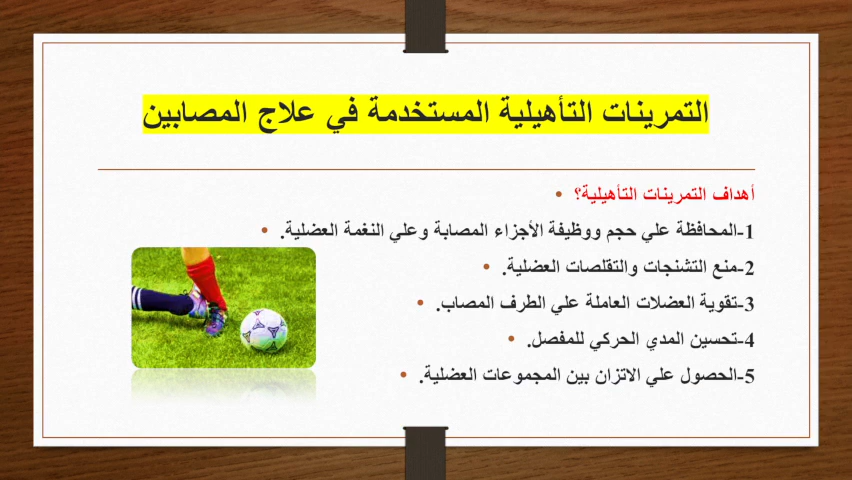 التمرينات التأهيلية المستخدمة في علاج المصابين
أهداف التمرينات التأهيلية؟ •
1-المحافظة علي حجم ووظيفة الأجزاء المصابة وعلي النغمة العضلية. •
2-منع التشنجات والتقلصات العضلية. •
3-تقوية العضلات العاملة علي الطرف المصاب. •
4-تحسين المدي الحركي للمفصل. •
5-الحصول علي الاتزان بين المجموعات العضلية. •